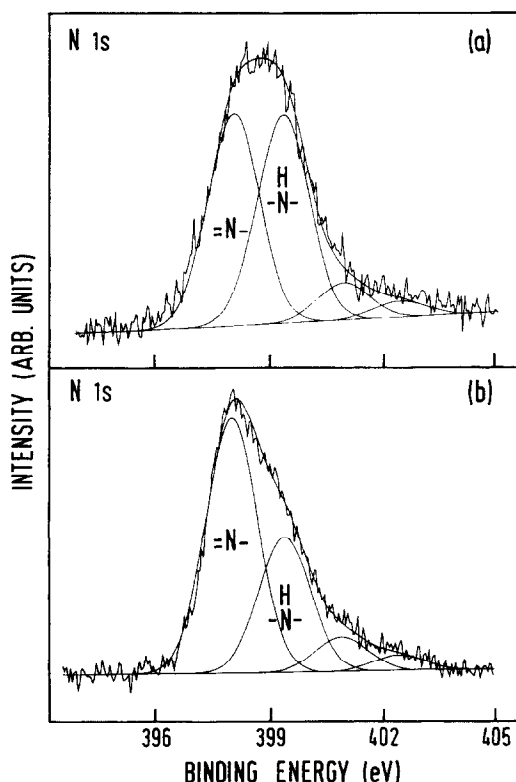 N 1s (a)
H
=N- -N-
N 1s (b)
=N-
H
-N-
INTENSITY (ARB. UNITS)
396 399 402 405
BINDING ENERGY (eV)